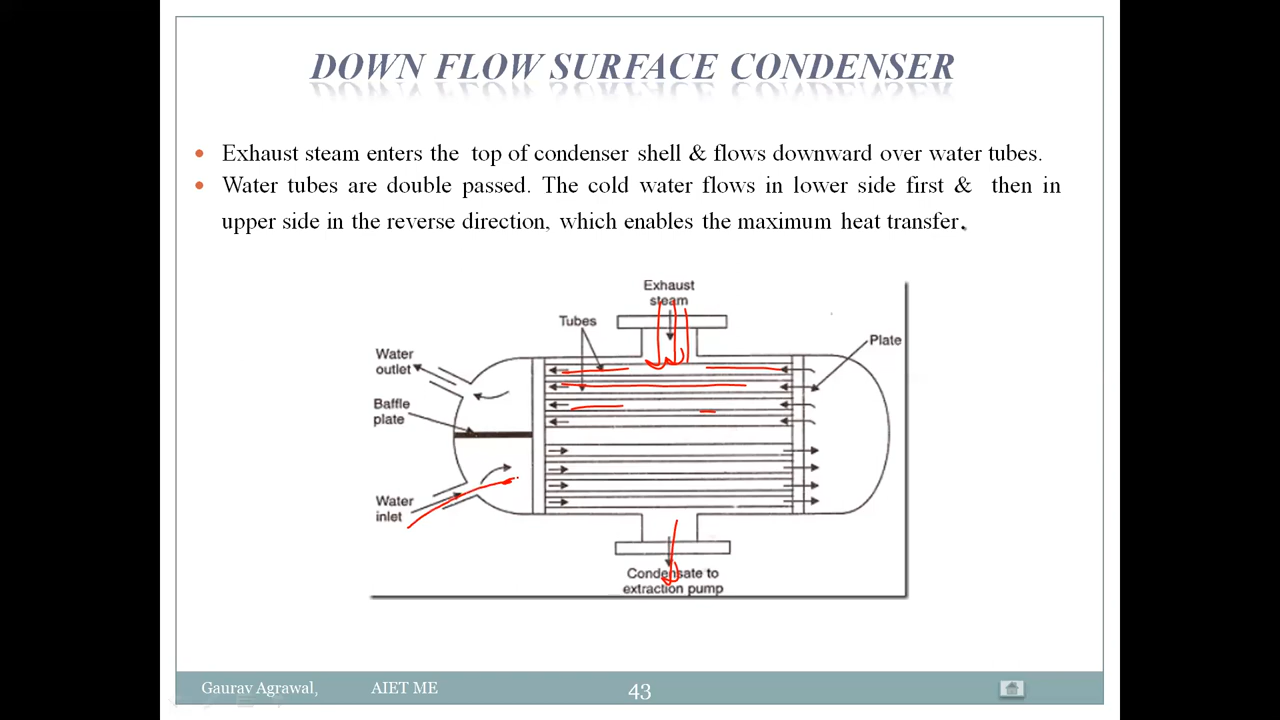 DOWN FLOW SURFACE CONDENSER
Exhaust steam enters the top of condenser shell & flows downward over water tubes.
Water tubes are double passed. The cold water flows in lower side first & then in
upper side in the reverse direction, which enables the maximum heat transfer.
Exhaust
steam
Tubes
Plate
Water
outlet
Baffle
plate
Water
inlet
Condensate to
extraction pump
Gaurav Agrawal, AIET ME 43